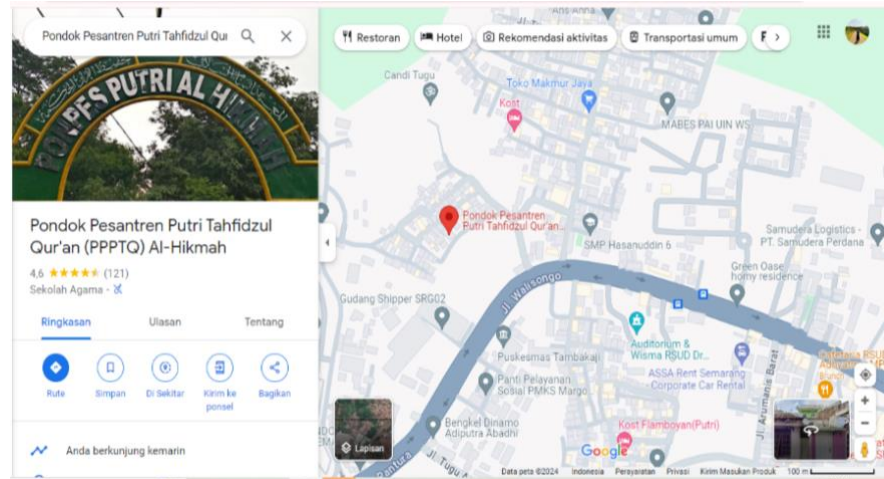 Pondok Pesantren Putri Tahfidzul Qur
PONPES PUTRI AL HIKMAH
Pondok Pesantren Putri Tahfidzul
Qur'an (PPPTQ) Al-Hikmah
4,6 (121)
Sekolah Agama
Ringkasan Ulasan Tentang
Rute
Simpan
Di Sekitar
Kirim ke
ponsel
Bagikan
Anda berkunjung kemarin
Restoran
Hotel
Rekomendasi aktivitas
Transportasi umum
Candi Tugu
Toko Makmur Jaya
Kost
MABES PAI UIN WS
Pondok Pesantren
Putri Tahfidzul Qur'an...
SMP Hasanuddin 6
Samudera Logistics -
PT. Samudera Perdana
Green Oase
homy residence
Gudang Shipper SRG02
Jl. Walisongo
Puskesmas Tambakaji
Auditorium &
Wisma RSUD Dr...
Panti Pelayanan
Sosial PMKS Margo...
ASSA Rent Semarang
Corporate Car Rental
Jl. Arumanis Barat
Bengkel Dinamo
Adiputra Abadhi
Kost Flamboyan(Putri)
Pantura
Jl. Tugu
Lapisan
Google
Data peta ©2024 Indonesia Persyaratan Privasi Kirim Masukan Produk 100 m